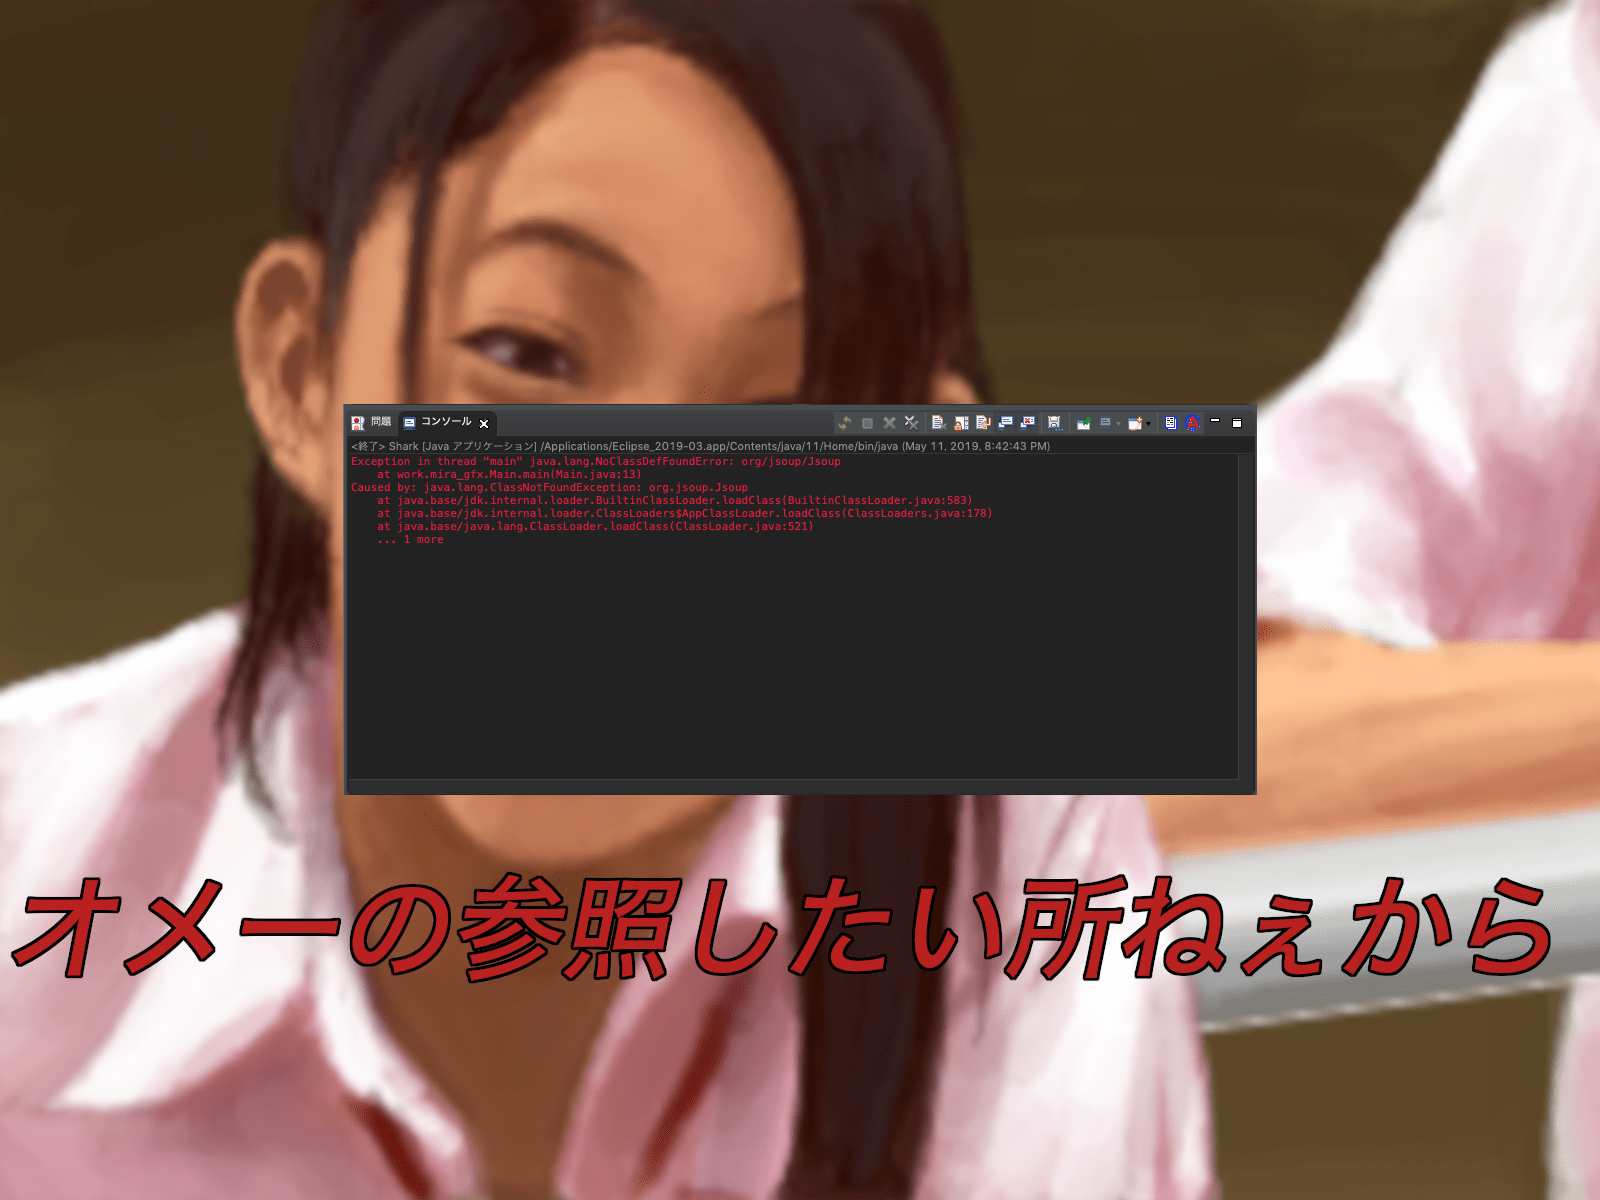 問題 コンソール
<終了> Shark [Java アプリケーション] /Applications/Eclipse_2019-03.app/Contents/java/11/Home/bin/java (May 11, 2019, 8:42:43 PM)
Exception in thread "main" java.lang.NoClassDefFoundError: org/jsoup/Jsoup
at work.mira_gfx.Main.main(Main.java:13)
Caused by: java.lang.ClassNotFoundException: org.jsoup.Jsoup
at java.base/jdk.internal.loader.BuiltinClassLoader.loadClass(BuiltinClassLoader.java:583)
at java.base/jdk.internal.loader.ClassLoaders$AppClassLoader.loadClass(ClassLoaders.java:178)
at java.base/java.lang.ClassLoader.loadClass(ClassLoader.java:521)
... 1 more
オメーの参照したい所ねぇから